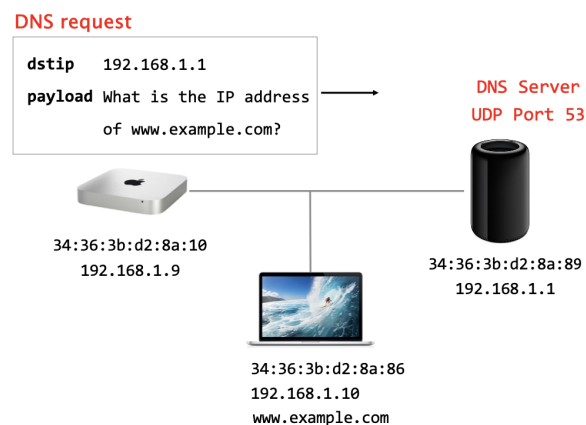 DNS request
dstip 192.168.1.1
payload What is the IP address
of www.example.com?
DNS Server
UDP Port 53
34:36:3b:d2:8a:10
192.168.1.9
34:36:3b:d2:8a:89
192.168.1.1
34:36:3b:d2:8a:86
192.168.1.10
www.example.com